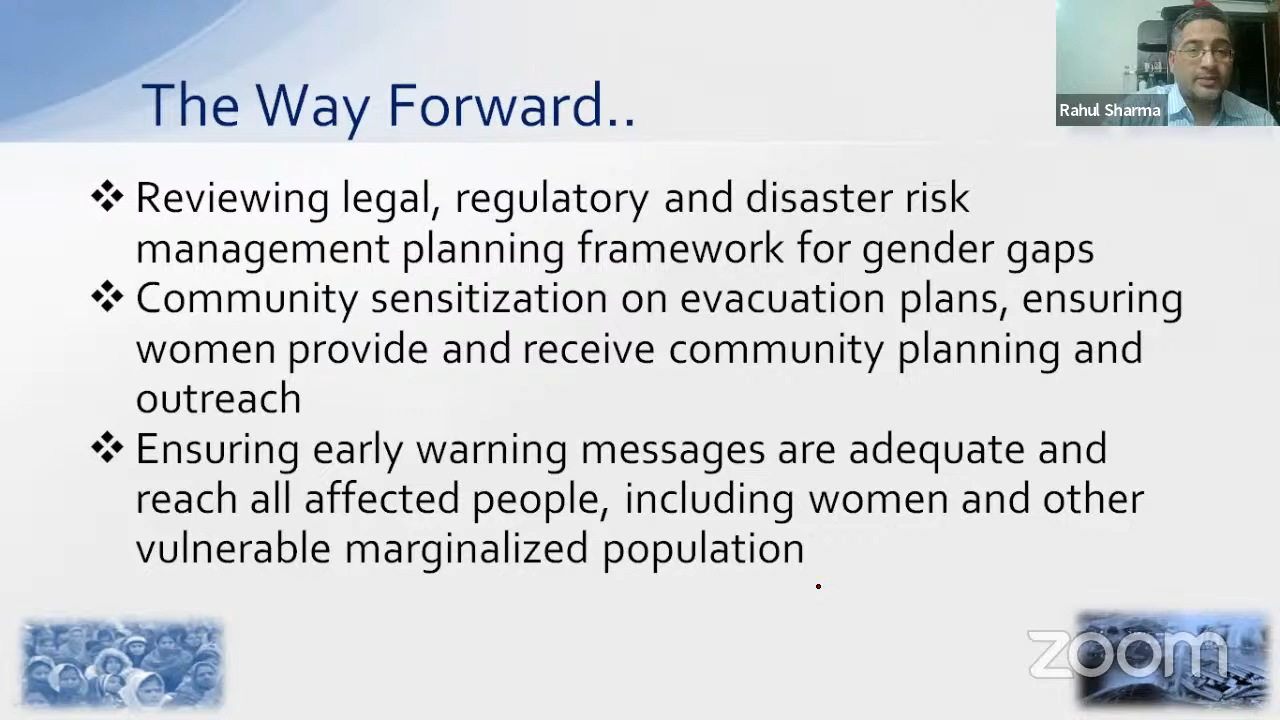 The Way Forward..
Rahul Sharma
❖ Reviewing legal, regulatory and disaster risk
management planning framework for gender gaps
❖ Community sensitization on evacuation plans, ensuring
women provide and receive community planning and
outreach
❖ Ensuring early warning messages are adequate and
reach all affected people, including women and other
vulnerable marginalized population
zoom